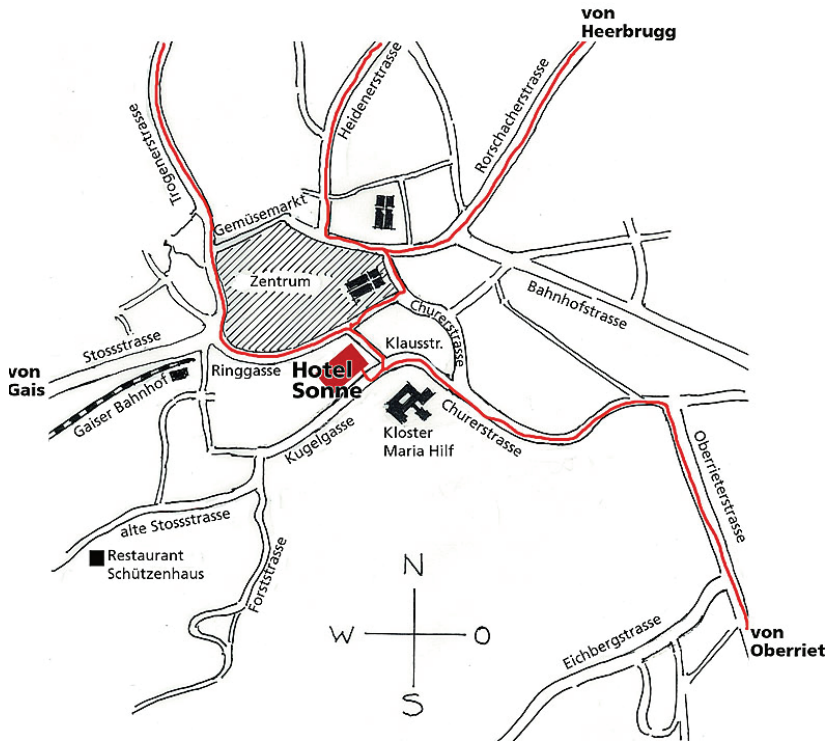 von
Heerbrugg
Trogenerstrasse
Heidenerstrasse
Rorschacherstrasse
Gemüsemarkt
Zentrum
Churerstrasse
Bahnhofstrasse
Stossstrasse
Klausstr.
von
Gais
Ringgasse
Hotel
Sonne
Gaiser Bahnhof
Kugelgasse
Kloster
Maria Hilf
Churerstrasse
Oberrieterstrasse
alte Stossstrasse
Restaurant
Schützenhaus
Forststrasse
N
W
O
S
Eichbergstrasse
von
Oberriet